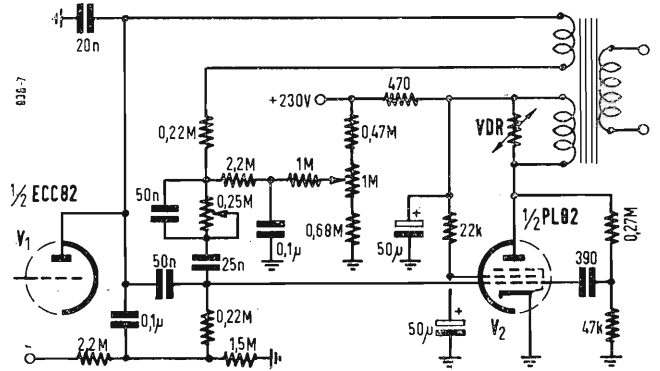 20n
836-7
+230V
470
0,22M
0,47M
VDR
2,2M
1M
1M
50n
0,25M
½ ECC82
V1
0,1µ
0,68M
50µ
22k
½PL82
0,27M
50n
25n
390
0,1µ
0,22M
50µ
V2
47k
2,2M
1,5M
-
+
+